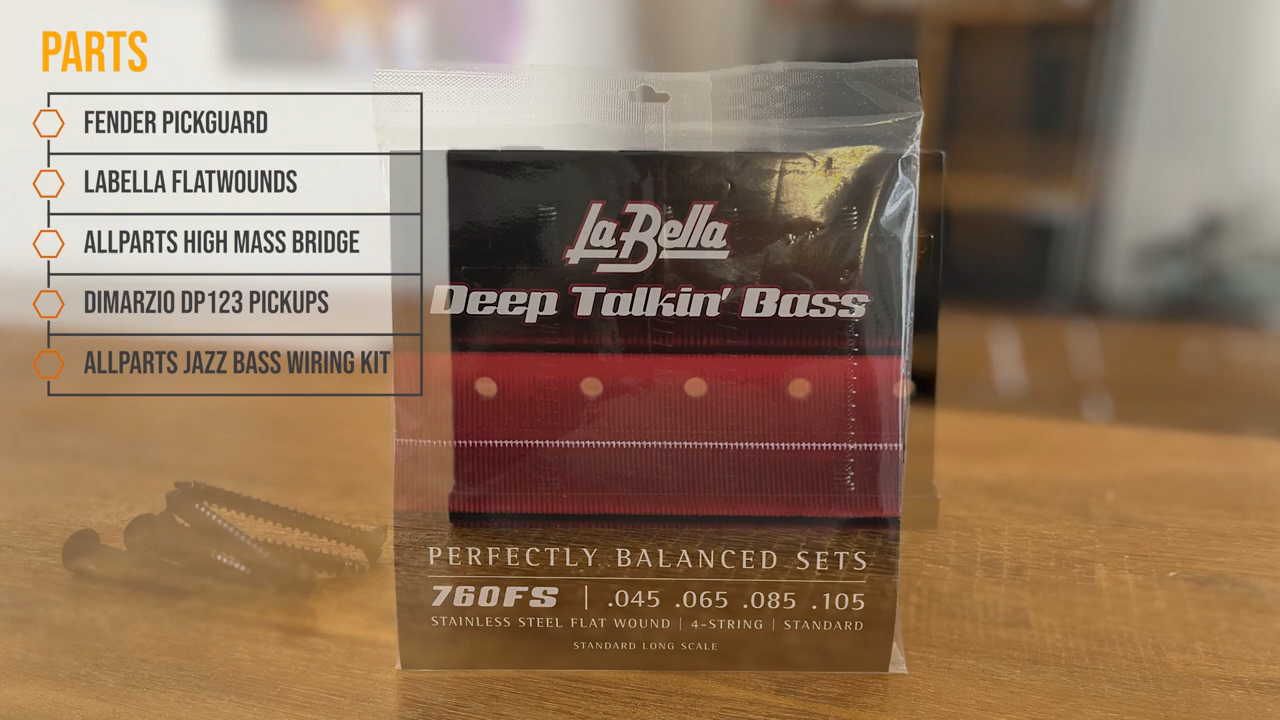 PARTS
FENDER PICKGUARD
LABELLA FLATWOUNDS
ALLPARTS HIGH MASS BRIDGE
DIMARZIO DP123 PICKUPS
ALLPARTS JAZZ BASS WIRING KIT
LaBella
Deep Talkin' Bass
PERFECTLY BALANCED SETS
760FS | .045 .065 .085 .105
STAINLESS STEEL FLAT WOUND | 4-STRING | STANDARD
STANDARD LONG SCALE